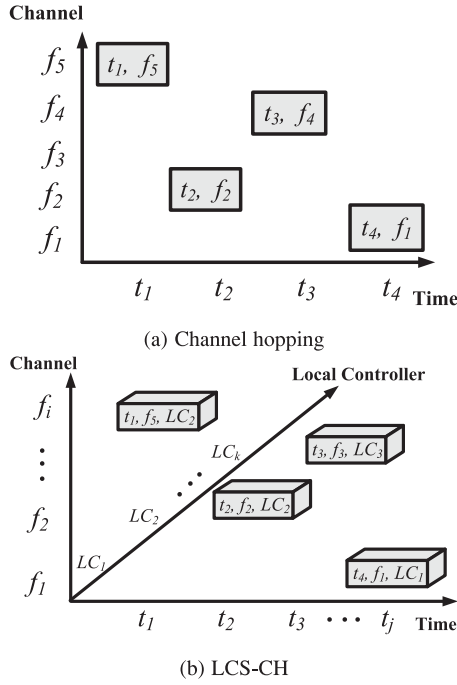 Channel
f5
t1, f5
f4
t3, f4
f3
f2
t2, f2
f1
t4, f1
t1 t2 t3 t4 Time
(a) Channel hopping
Channel
Local Controller
fi
t1, f5, LC2
LCk
t3, f3, LC3
LC2
t2, f2, LC2
f2
LC1
f1
t4, f1, LC1
t1 t2 t3 ... tj Time
(b) LCS-CH